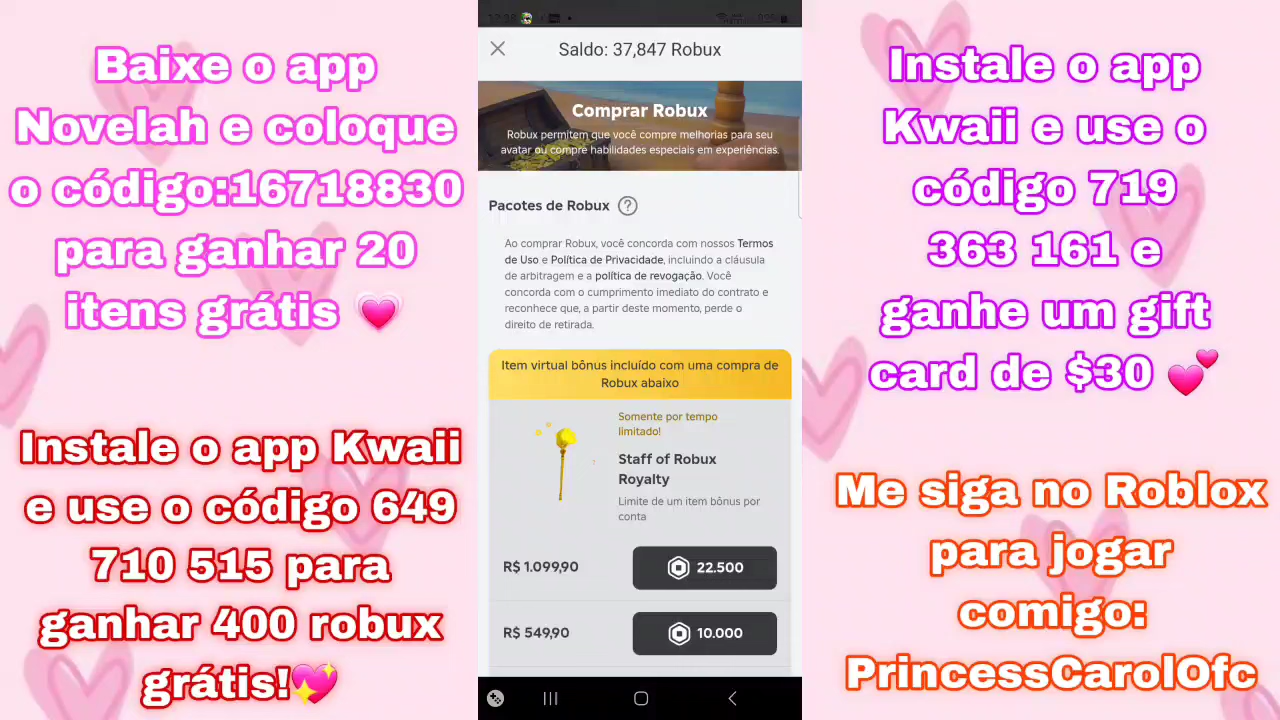 Baixe o app
Novelah e coloque
o código:16718830
para ganhar 20
itens grátis 💗
Instale o app Kwaii
e use o código 649
710 515 para
ganhar 400 robux
grátis!💖
Saldo: 37,847 Robux
Comprar Robux
Robux permitem que você compre melhorias para seu
avatar ou compre habilidades especiais em experiências.
Pacotes de Robux
Ao comprar Robux, você concorda com nossos Termos
de Uso e Política de Privacidade, incluindo a cláusula
de arbitragem e a política de revogação. Você
concorda com o cumprimento imediato do contrato e
reconhece que, a partir deste momento, perde o
direito de retirada.
Item virtual bônus incluído com uma compra de
Robux abaixo
Somente por tempo
limitado!
Staff of Robux
Royalty
Limite de um item bônus por
conta
R$ 1.099,90 22.500
R$ 549,90 10.000
Instale o app
Kwaii e use o
código 719
363 161 e
ganhe um gift
card de $30 💕
Me siga no Roblox
para jogar
comigo:
PrincessCarolOfc